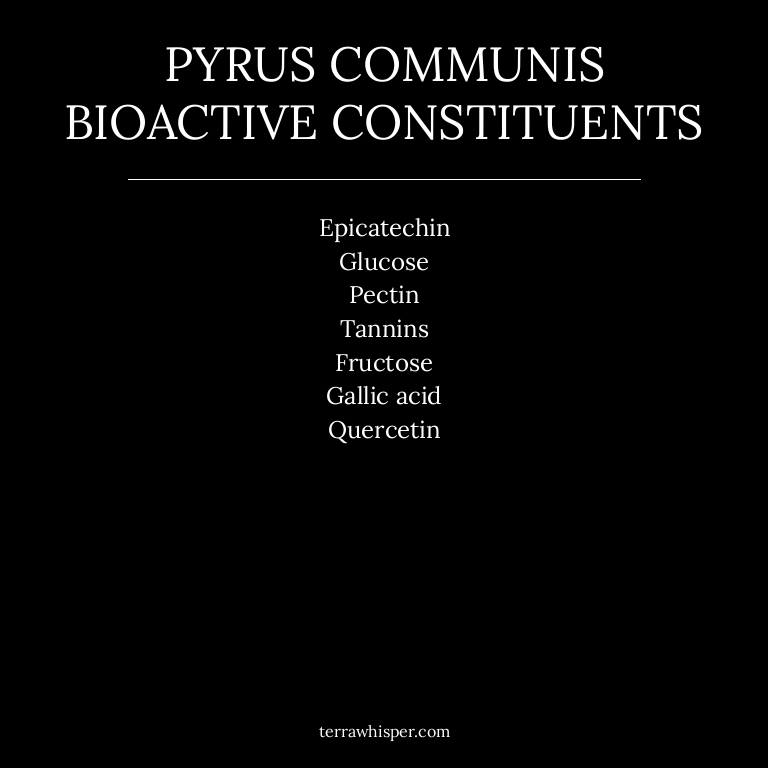 PYRUS COMMUNIS
BIOACTIVE CONSTITUENTS
Epicatechin
Glucose
Pectin
Tannins
Fructose
Gallic acid
Quercetin
terrawhisper.com